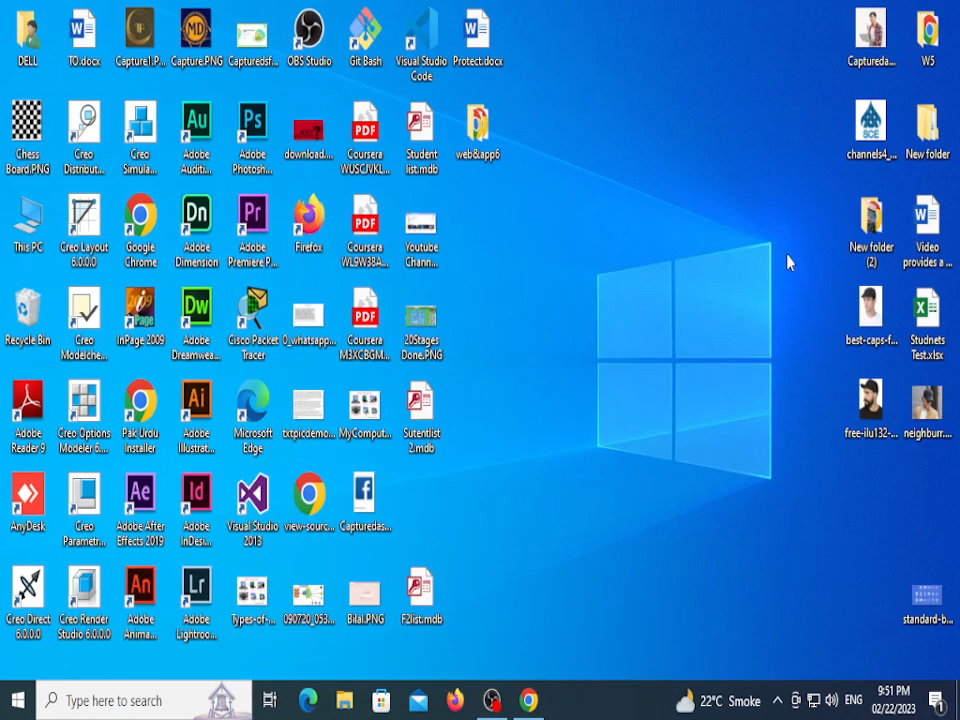 DELL
TO.docx
Capture1.P...
Capture.PNG
Capturedsf...
OBS Studio
Git Bash
Visual Studio
Code
Protect.docx
Captureda...
W5
Chess
Board.PNG
Creo
Distribut...
Creo
Simula...
Adobe
Auditi...
Adobe
Photosh...
download....
Coursera
WUSCJVKL...
Student
list.mdb
web&app6
channels4_...
New folder
This PC
Creo Layout
6.0.0.0
Google
Chrome
Adobe
Dimension
Adobe
Premiere P...
Firefox
Coursera
WL9W38A...
Youtube
Chann...
New folder
(2)
Video
provides a ...
Recycle Bin
Creo
Modelche...
InPage 2009
Adobe
Dreamwea...
Cisco Packet
Tracer
0_whatsapp...
Coursera
M3XCBGM...
20Stages
Done.PNG
best-caps-f...
Studnets
Test.xlsx
Adobe
Reader 9
Creo Options
Modeler 6....
Pak Urdu
Installer
Adobe
Illustrat...
Microsoft
Edge
txtpicdemo...
MyComput...
Sutentlist
2.mdb
free-ilu132-...
neighburr....
AnyDesk
Creo
Parametr...
Adobe After
Effects 2019
Adobe
InDesi...
Visual Studio
2013
view-sourc...
Capturedas...
Creo Direct
6.0.0.0
Creo Render
Studio 6.0.0.0
Adobe
Anima...
Adobe
Lightroo...
Types-of-...
090720_053...
Bilal.PNG
F2list.mdb
standard-b...
Type here to search
22°C Smoke
ENG
9:51 PM
02/22/2023
1